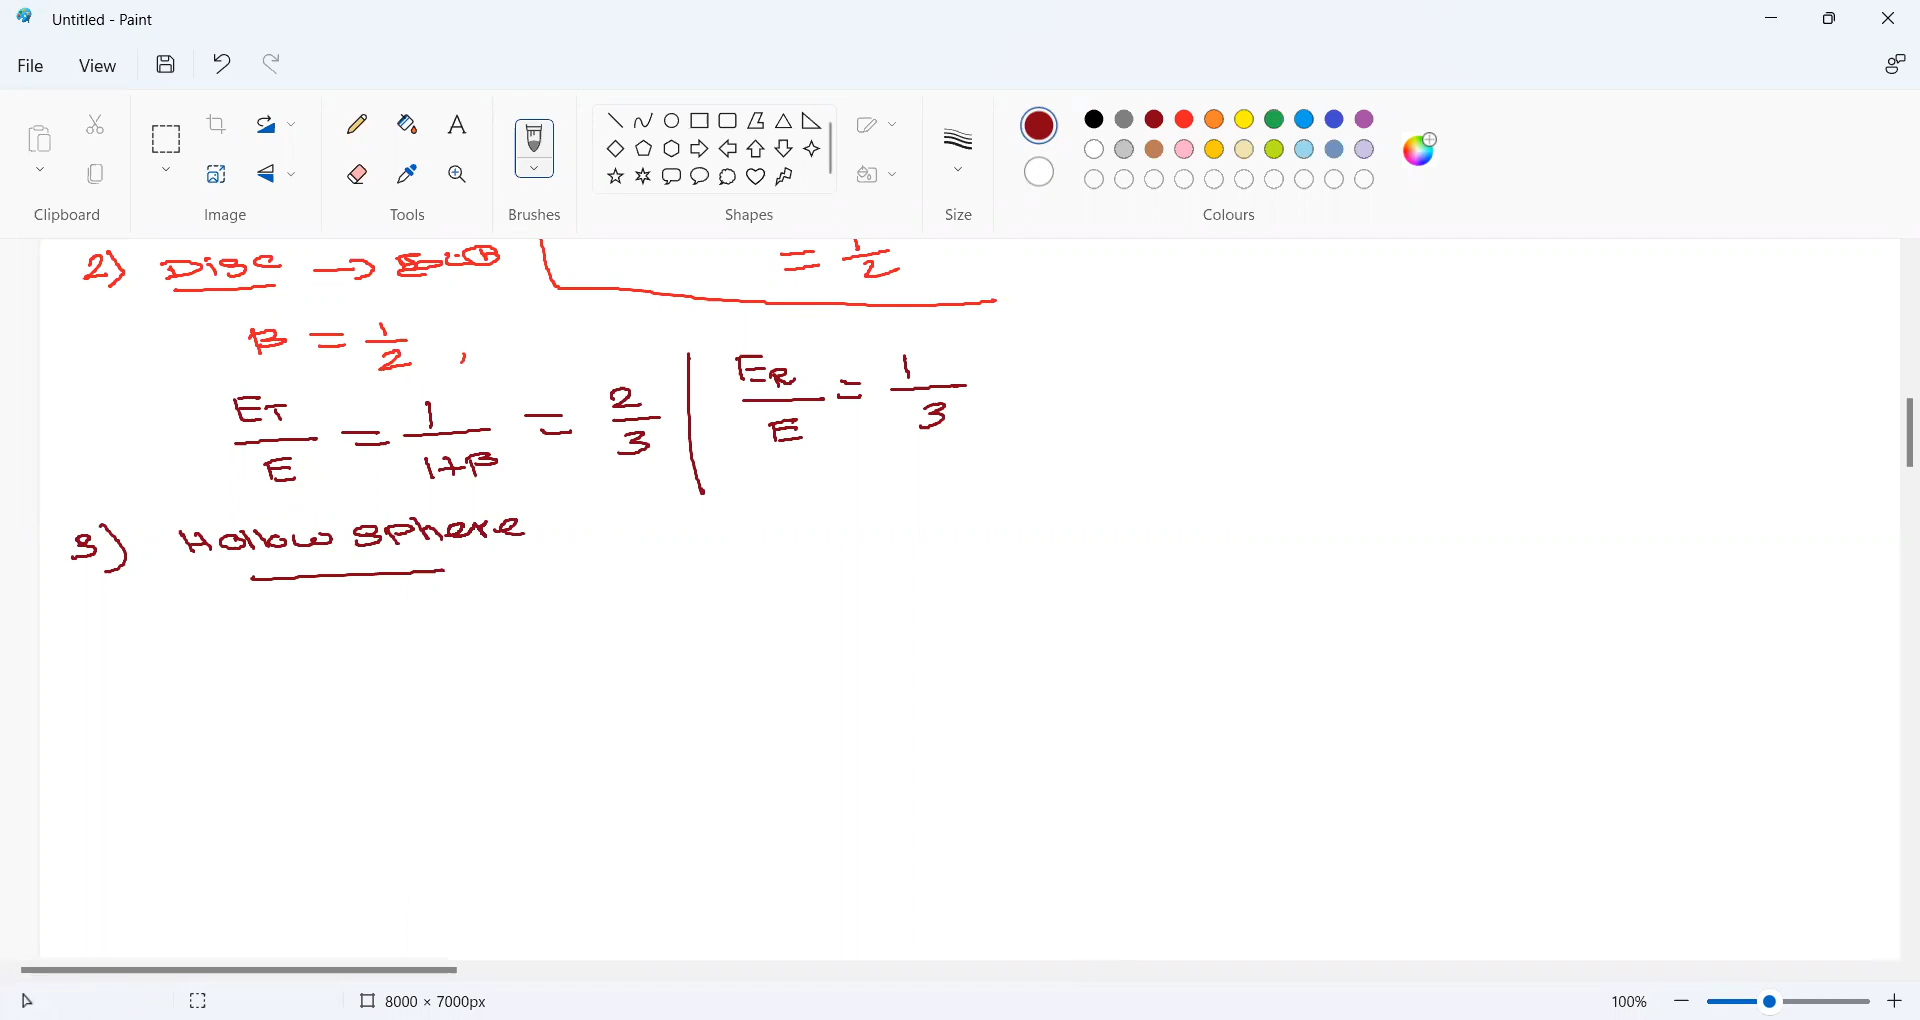 Untitled - Paint
File View
Clipboard Image Tools Brushes Shapes Size Colours
2) Disc →
= 1/2
B = 1/2 ,
ET/E = 1/1+B = 2/3 | ER/E = 1/3
3) Hollow sphere
8000 × 7000px 100%